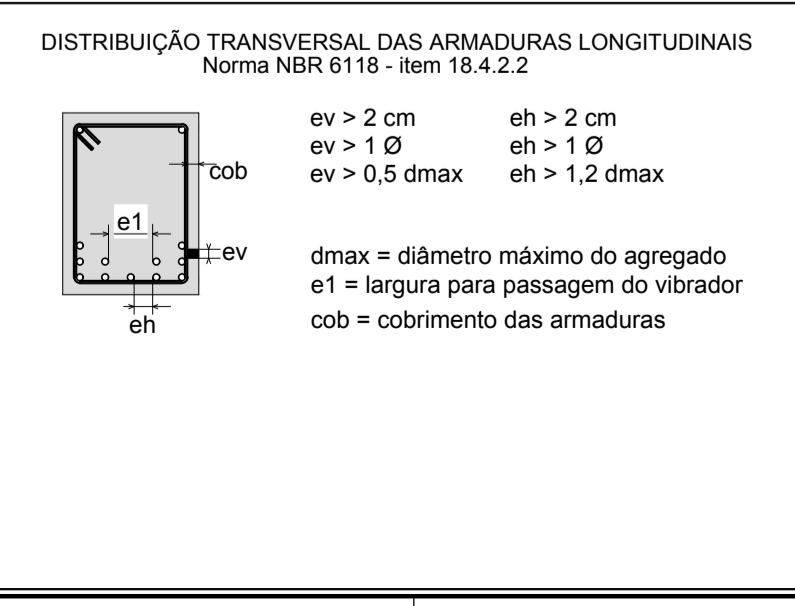 DISTRIBUIÇÃO TRANSVERSAL DAS ARMADURAS LONGITUDINAIS
Norma NBR 6118 - item 18.4.2.2
ev > 2 cm eh > 2 cm
ev > 1 Ø eh > 1 Ø
ev > 0,5 dmax eh > 1,2 dmax
cob
e1
ev
eh
dmax = diâmetro máximo do agregado
e1 = largura para passagem do vibrador
cob = cobrimento das armaduras